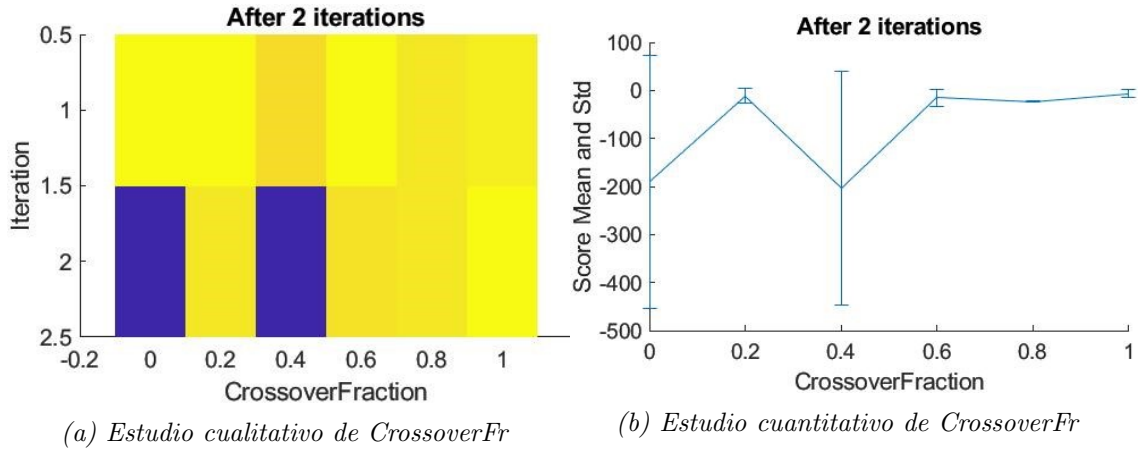 After 2 iterations
0.5
1
1.5
2
2.5
Iteration
-0.2 0 0.2 0.4 0.6 0.8 1
CrossoverFraction
(a) Estudio cualitativo de CrossoverFr
After 2 iterations
100
0
-100
-200
-300
-400
-500
Score Mean and Std
0 0.2 0.4 0.6 0.8 1
CrossoverFraction
(b) Estudio cuantitativo de CrossoverFr